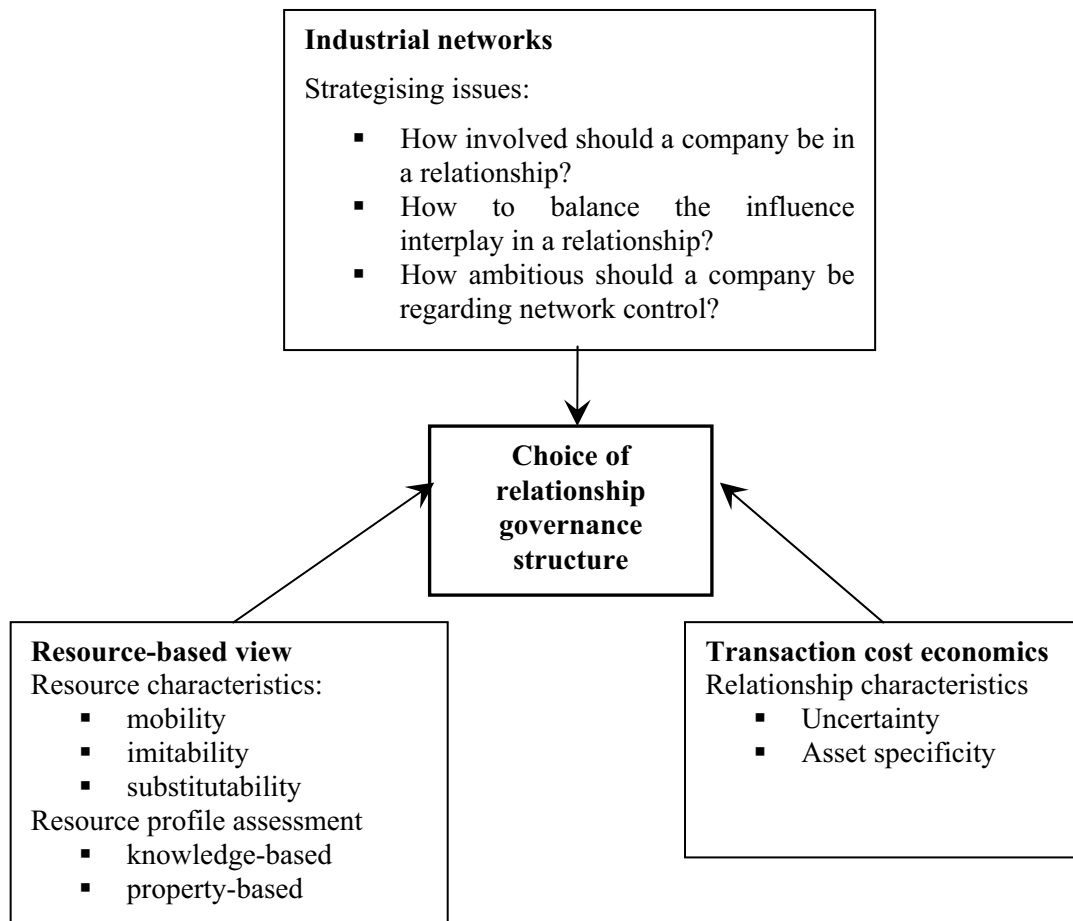 Industrial networks
Strategising issues:
▪ How involved should a company be in
a relationship?
▪ How to balance the influence
interplay in a relationship?
▪ How ambitious should a company be
regarding network control?
Choice of
relationship
governance
structure
Resource-based view
Resource characteristics:
▪ mobility
▪ imitability
▪ substitutability
Resource profile assessment
▪ knowledge-based
▪ property-based
Transaction cost economics
Relationship characteristics
▪ Uncertainty
▪ Asset specificity